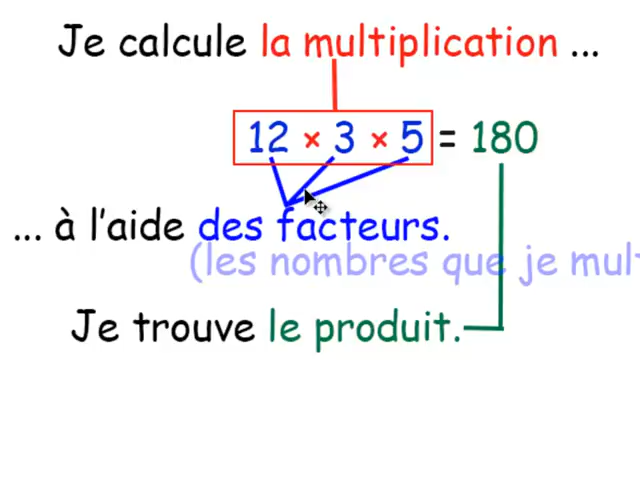 Je calcule la multiplication ...
12 × 3 × 5 = 180
... à l'aide des facteurs.
(les nombres que je mul
Je trouve le produit.